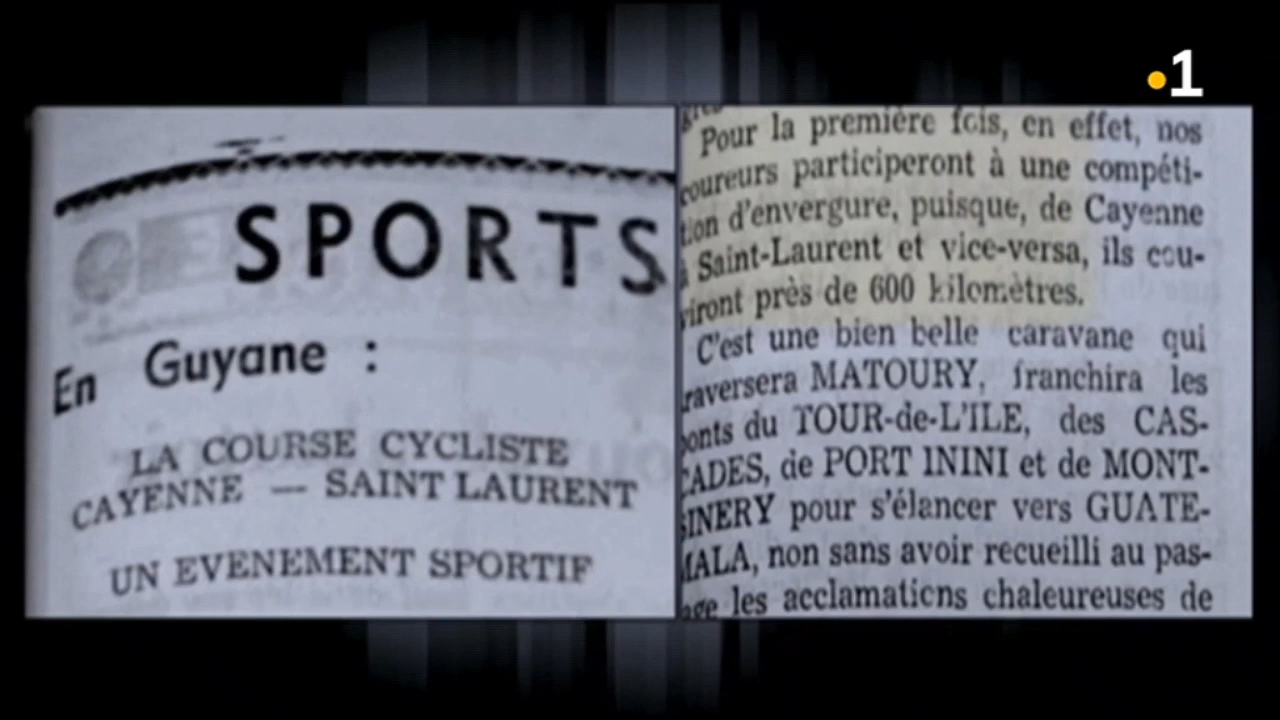 1
SPORTS
En Guyane :
LA COURSE CYCLISTE
CAYENNE — SAINT LAURENT
UN EVENEMENT SPORTIF
Pour la première fois, en effet, nos
coureurs participeront à une compéti-
tion d'envergure, puisque, de Cayenne
à Saint-Laurent et vice-versa, ils cou-
riront près de 600 kilomètres.
C'est une bien belle caravane qui
raversera MATOURY, franchira les
ponts du TOUR-de-L'ILE, des CAS-
CADES, de PORT ININI et de MONT-
SINERY pour s'élancer vers GUATE-
MALA, non sans avoir recueilli au pas-
age les acclamations chaleureuses de